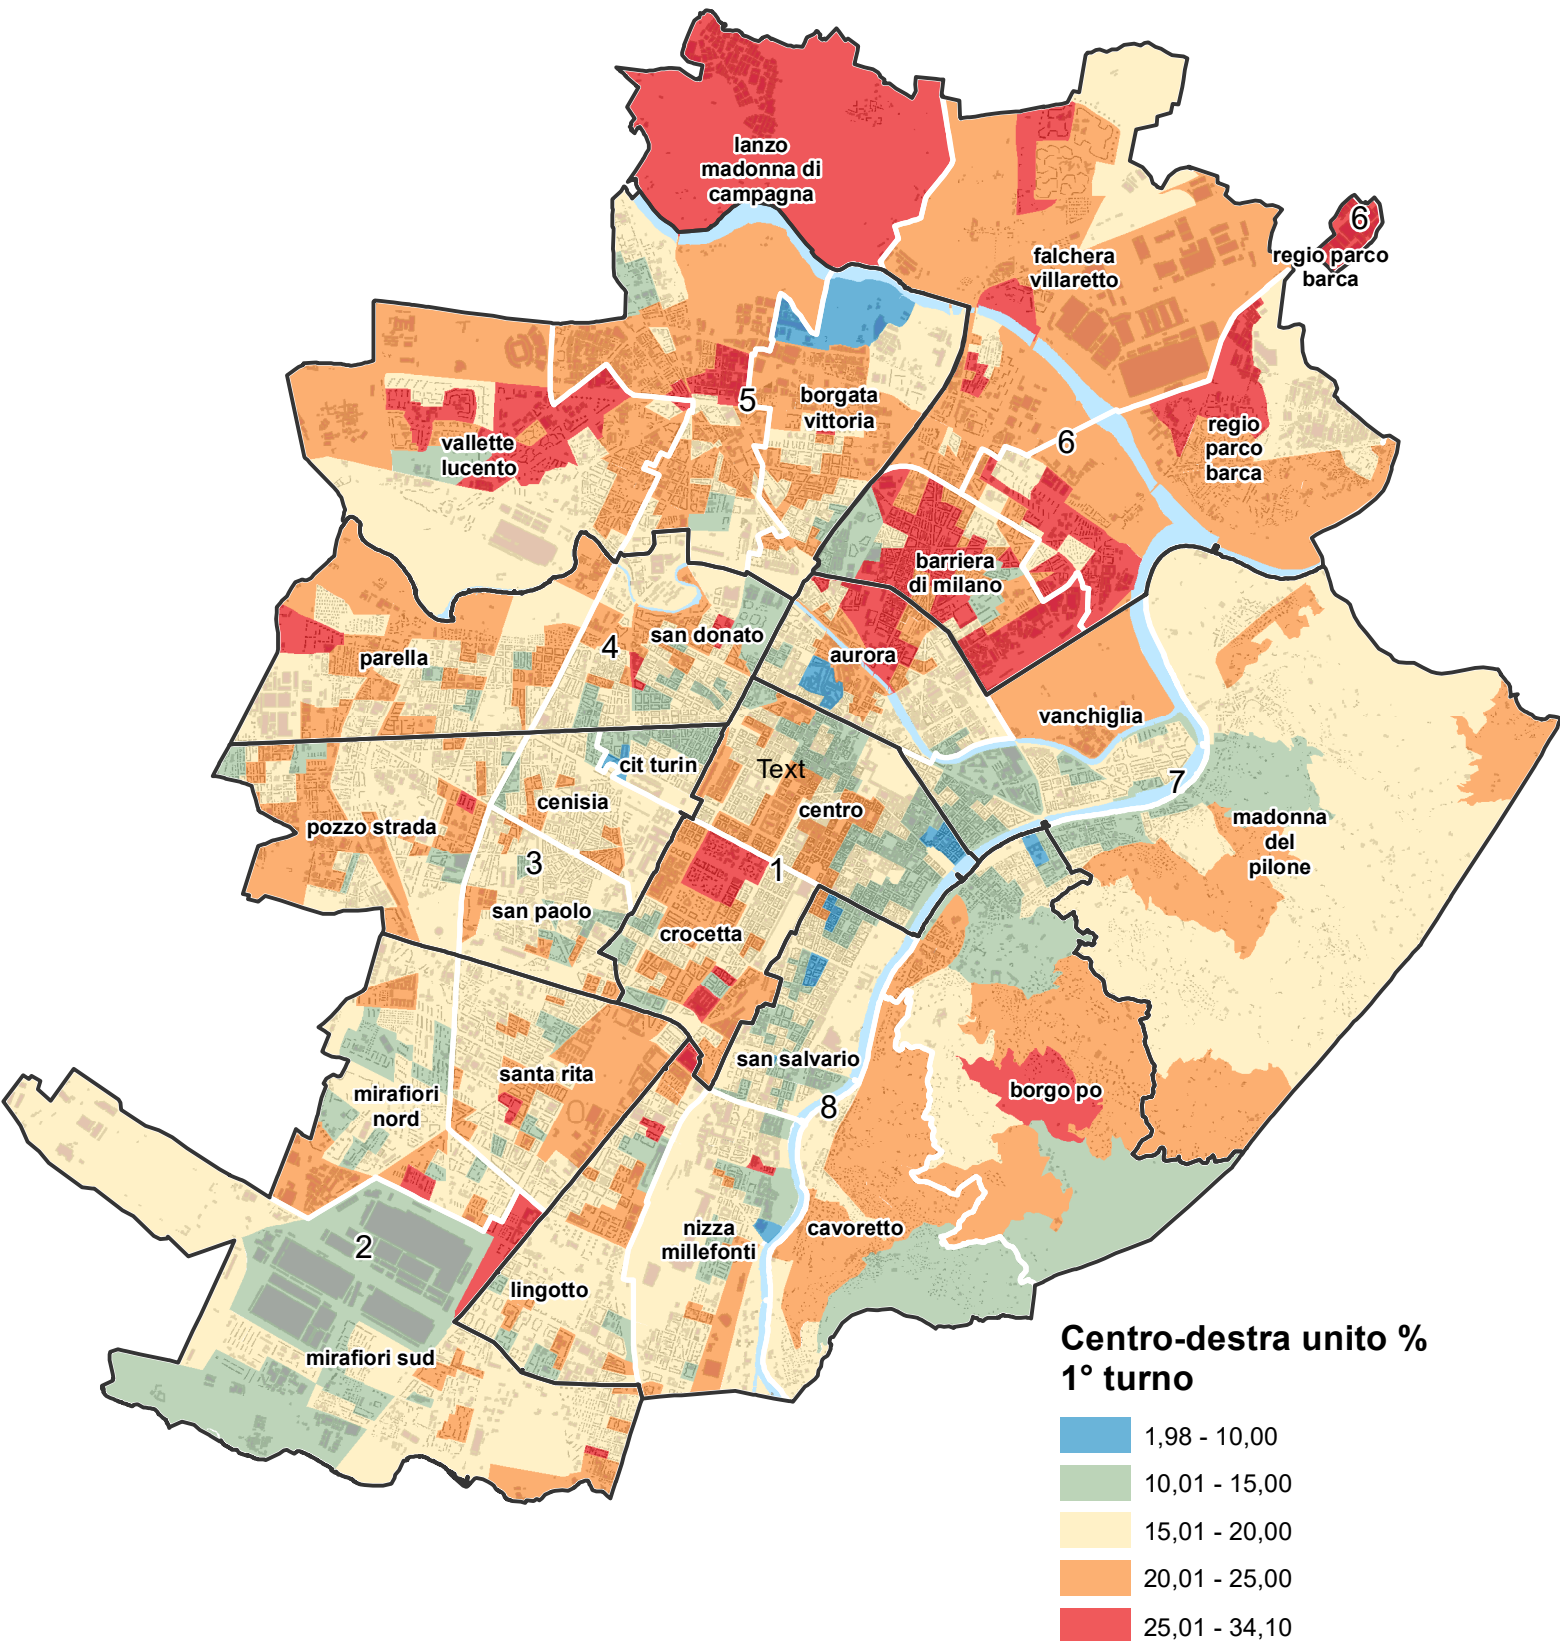 lanzo
madonna di
campagna
6
falchera
villaretto
regio parco
barca
5
borgata
vittoria
vallette
lucento
6
regio
parco
barca
barriera
di milano
4
san donato
parella
aurora
vanchiglia
cit turin
Text
7
cenisia
centro
pozzo strada
madonna
del
pilone
3
1
san paolo
crocetta
san salvario
santa rita
borgo po
mirafiori
nord
8
nizza
millefonti
cavoretto
2
lingotto
mirafiori sud
Centro-destra unito %
1° turno
1,98 - 10,00
10,01 - 15,00
15,01 - 20,00
20,01 - 25,00
25,01 - 34,10